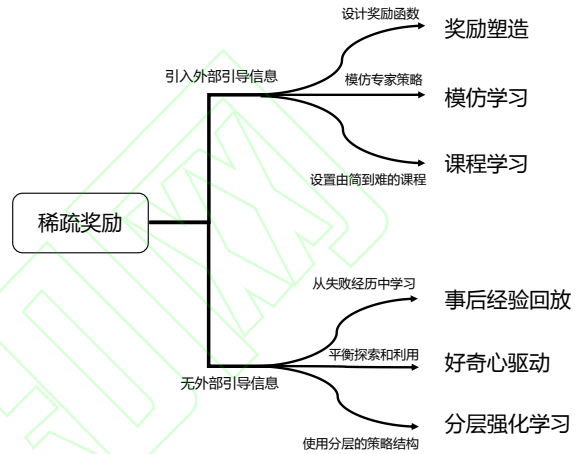 设计奖励函数
奖励塑造
引入外部引导信息
模仿专家策略
模仿学习
课程学习
设置由简到难的课程
稀疏奖励
从失败经历中学习
事后经验回放
平衡探索和利用
好奇心驱动
无外部引导信息
分层强化学习
使用分层的策略结构